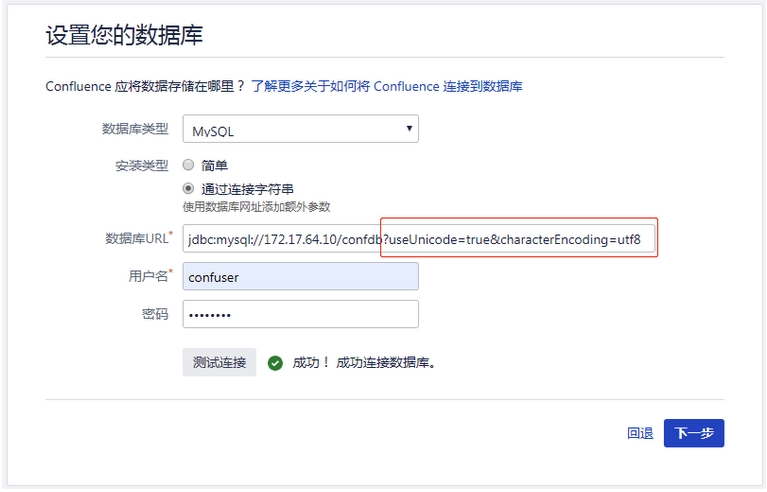 设置您的数据库
Confluence 应将数据存储在哪里？ 了解更多关于如何将 Confluence 连接到数据库
数据库类型 MySQL
安装类型 简单
通过连接字符串
使用数据库网址添加额外参数
数据库URL* jdbc:mysql://172.17.64.10/confdb?useUnicode=true&characterEncoding=utf8
用户名* confuser
密码 ••••••••
测试连接 成功！ 成功连接数据库。
回退 下一步